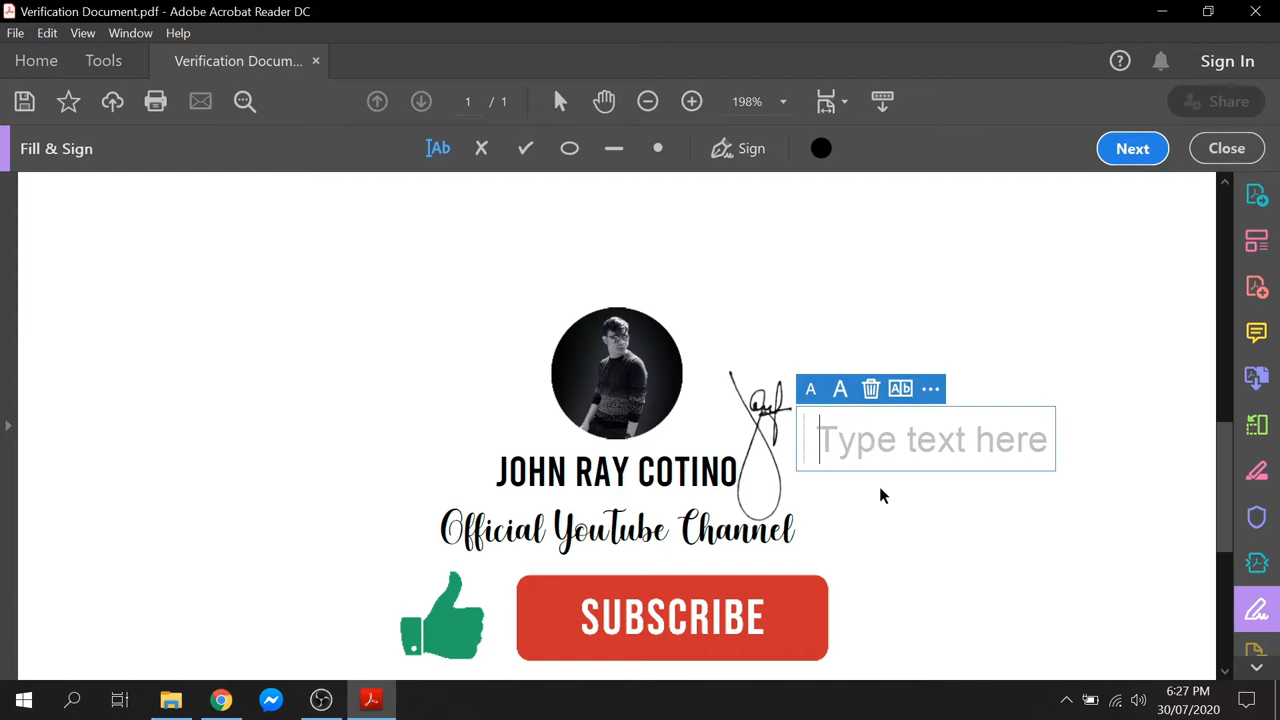 Verification Document.pdf - Adobe Acrobat Reader DC
File Edit View Window Help
Home Tools Verification Docum... × Sign In
1 / 1 198% Share
Fill & Sign Ab Sign Next Close
A A Ab ...
Type text here
JOHN RAY COTINO
Official YouTube Channel
SUBSCRIBE
6:27 PM
30/07/2020